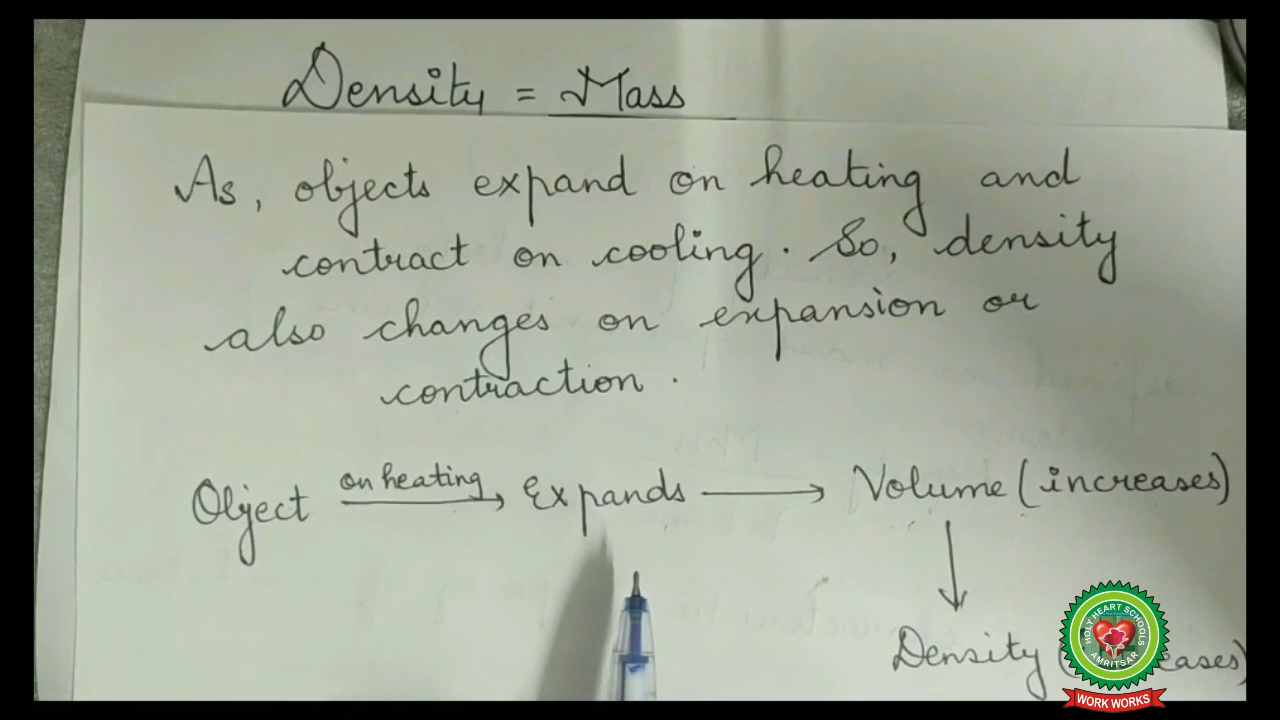 Density = Mass
As, objects expand on heating and
contract on cooling. So, density
also changes on expansion or
contraction.
Object on heating Expands → Volume (increases)
Density
HOLY HEART SCHOOLS
AMRITSAR
WORK WORKS